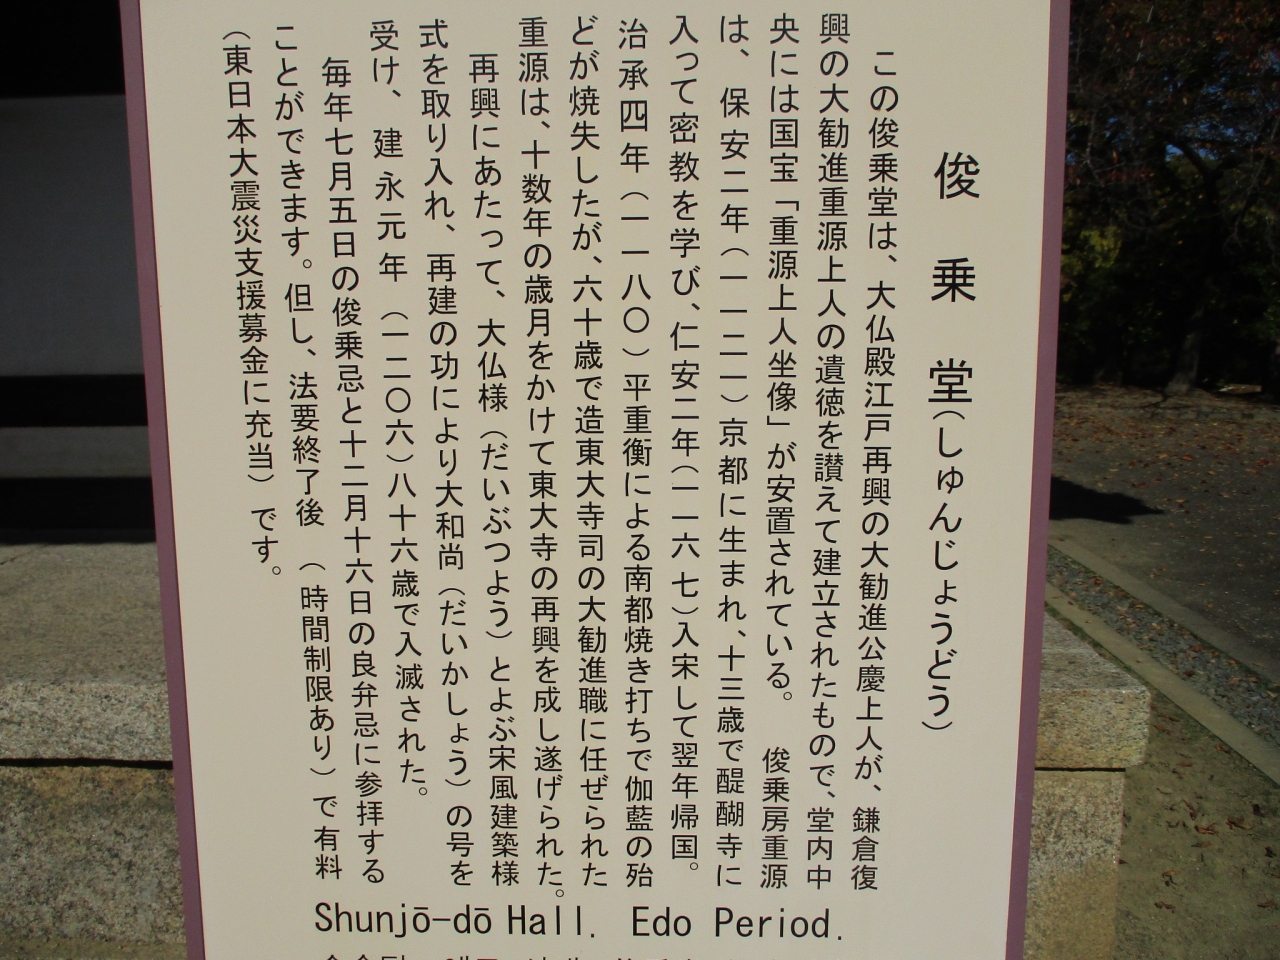 俊乗堂(しゅんじょうどう)
この俊乗堂は、大仏殿江戸再興の大勧進公慶上人が、鎌倉復
興の大勧進重源上人の遺徳を讃えて建立されたもので、堂内中
央には国宝「重源上人坐像」が安置されている。 俊乗房重源
は、保安二年(一一二一)京都に生まれ、十三歳で醍醐寺に
入って密教を学び、仁安二年(一一六七)入宋して翌年帰国。
治承四年(一一八〇)平重衡による南都焼き打ちで伽藍の殆
どが焼失したが、六十歳で造東大寺司の大勧進職に任ぜられた
重源は、十数年の歳月をかけて東大寺の再興を成し遂げられた。
再興にあたって、大仏様(だいぶつよう)とよぶ宋風建築様
式を取り入れ、再建の功により大和尚(だいかしょう)の号を
受け、建永元年(一二〇六)八十六歳で入滅された。
毎年七月五日の俊乗忌と十二月十六日の良弁忌に参拝する
ことができます。但し、法要終了後(時間制限あり)で有料
(東日本大震災支援募金に充当)です。
Shunjō-dō Hall. Edo Period.